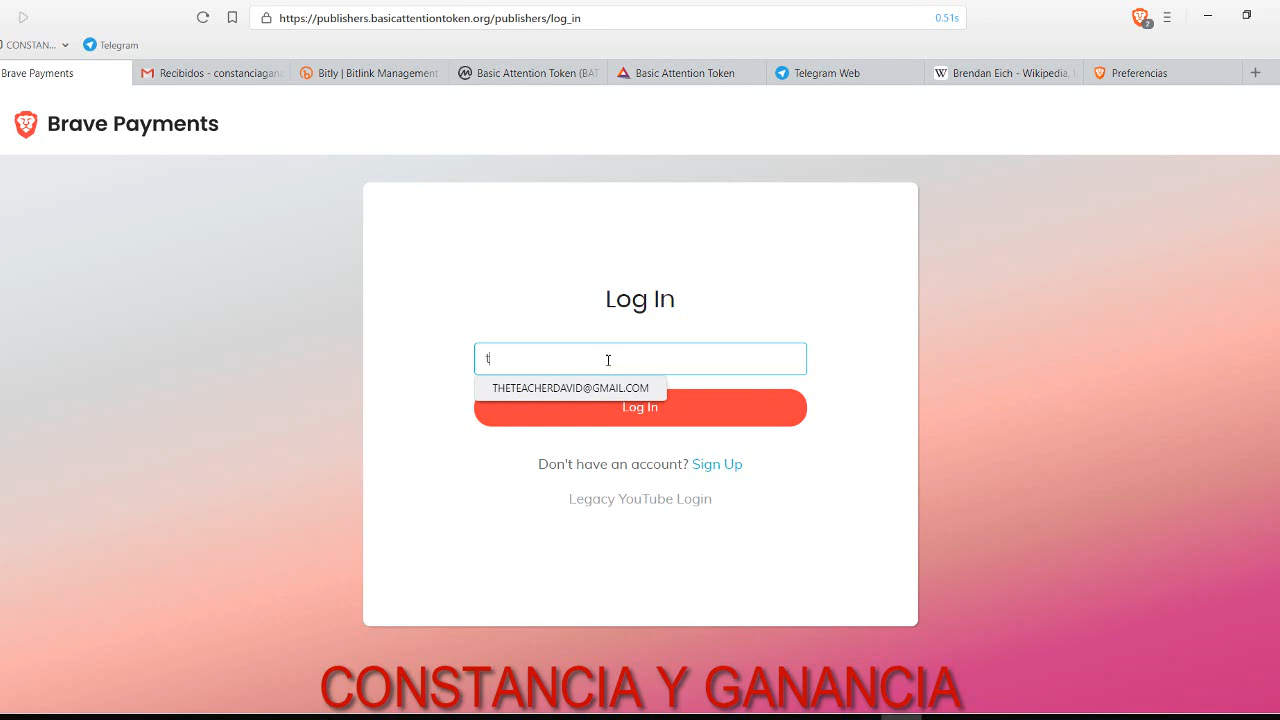 https://publishers.basicattentiontoken.org/publishers/log_in
0.51s
2
CONSTAN...
Telegram
Brave Payments
Recibidos - constanciagan
Bitly | Bitlink Management
Basic Attention Token (BAT
Basic Attention Token
Telegram Web
Brendan Eich - Wikipedia, l
Preferencias
Brave Payments
Log In
t
THETEACHERDAVID@GMAIL.COM
Log In
Don't have an account? Sign Up
Legacy YouTube Login
CONSTANCIA Y GANANCIA